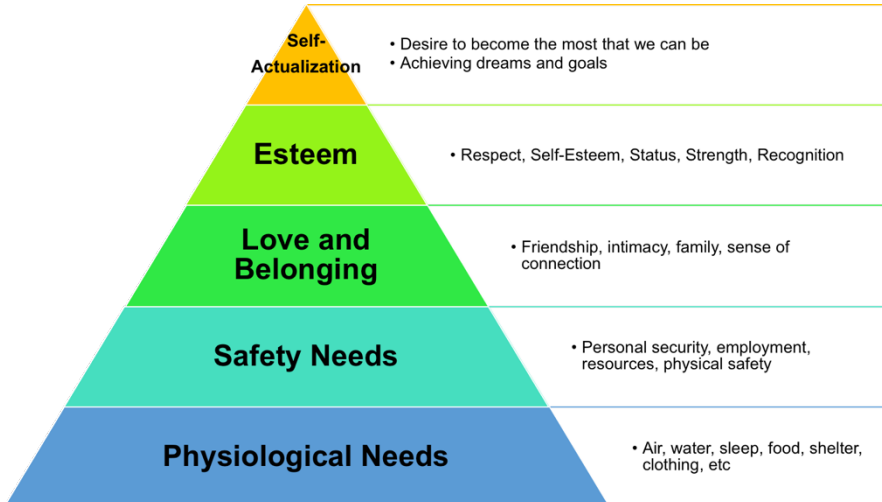 Self-
Actualization
• Desire to become the most that we can be
• Achieving dreams and goals
Esteem
• Respect, Self-Esteem, Status, Strength, Recognition
Love and
Belonging
• Friendship, intimacy, family, sense of
connection
Safety Needs
• Personal security, employment,
resources, physical safety
Physiological Needs
• Air, water, sleep, food, shelter,
clothing, etc